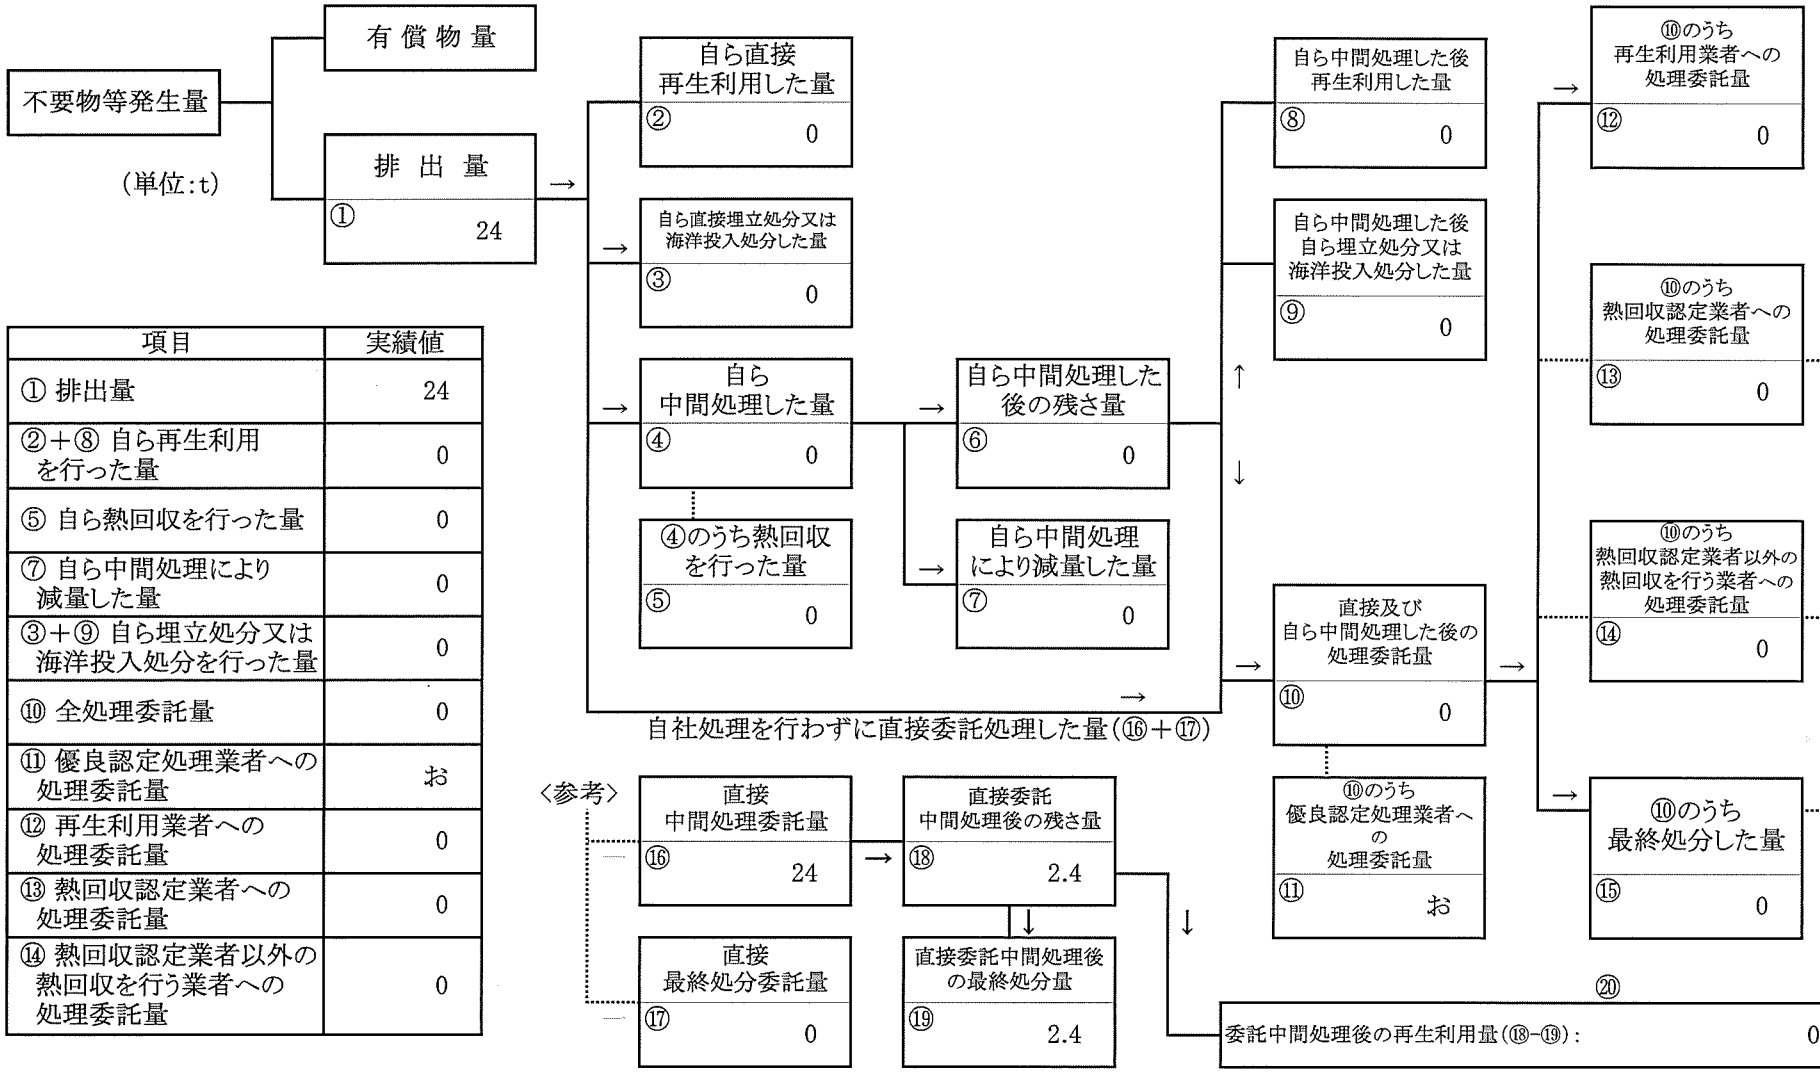 有償物量
不要物等発生量
(単位:t)
排出量
①
24
自ら直接
再生利用した量
②
0
自ら直接埋立処分又は
海洋投入処分した量
③
0
自ら
中間処理した量
④
0
④のうち熱回収
を行った量
⑤
0
自ら中間処理した
後の残さ量
⑥
0
自ら中間処理
により減量した量
⑦
0
自ら中間処理した後
再生利用した量
⑧
0
自ら中間処理した後
自ら埋立処分又は
海洋投入処分した量
⑨
0
直接及び
自ら中間処理した後の
処理委託量
⑩
0
⑩のうち
優良認定処理業者へ
の
処理委託量
⑪
お
⑩のうち
再生利用業者への
処理委託量
⑫
0
⑩のうち
熱回収認定業者への
処理委託量
⑬
0
⑩のうち
熱回収認定業者以外の
熱回収を行う業者への
処理委託量
⑭
0
⑩のうち
最終処分した量
⑮
0
自社処理を行わずに直接委託処理した量(⑯+⑰)
<参考>
直接
中間処理委託量
⑯
24
直接
最終処分委託量
⑰
0
直接委託
中間処理後の残さ量
⑱
2.4
直接委託中間処理後
の最終処分量
⑲
2.4
⑳
委託中間処理後の再生利用量(⑱-⑲): 0
項目 実績値
① 排出量 24
②+⑧ 自ら再生利用
を行った量 0
⑤ 自ら熱回収を行った量 0
⑦ 自ら中間処理により
減量した量 0
③+⑨ 自ら埋立処分又は
海洋投入処分を行った量 0
⑩ 全処理委託量 0
⑪ 優良認定処理業者への
処理委託量 お
⑫ 再生利用業者への
処理委託量 0
⑬ 熱回収認定業者への
処理委託量 0
⑭ 熱回収認定業者以外の
熱回収を行う業者への
処理委託量 0